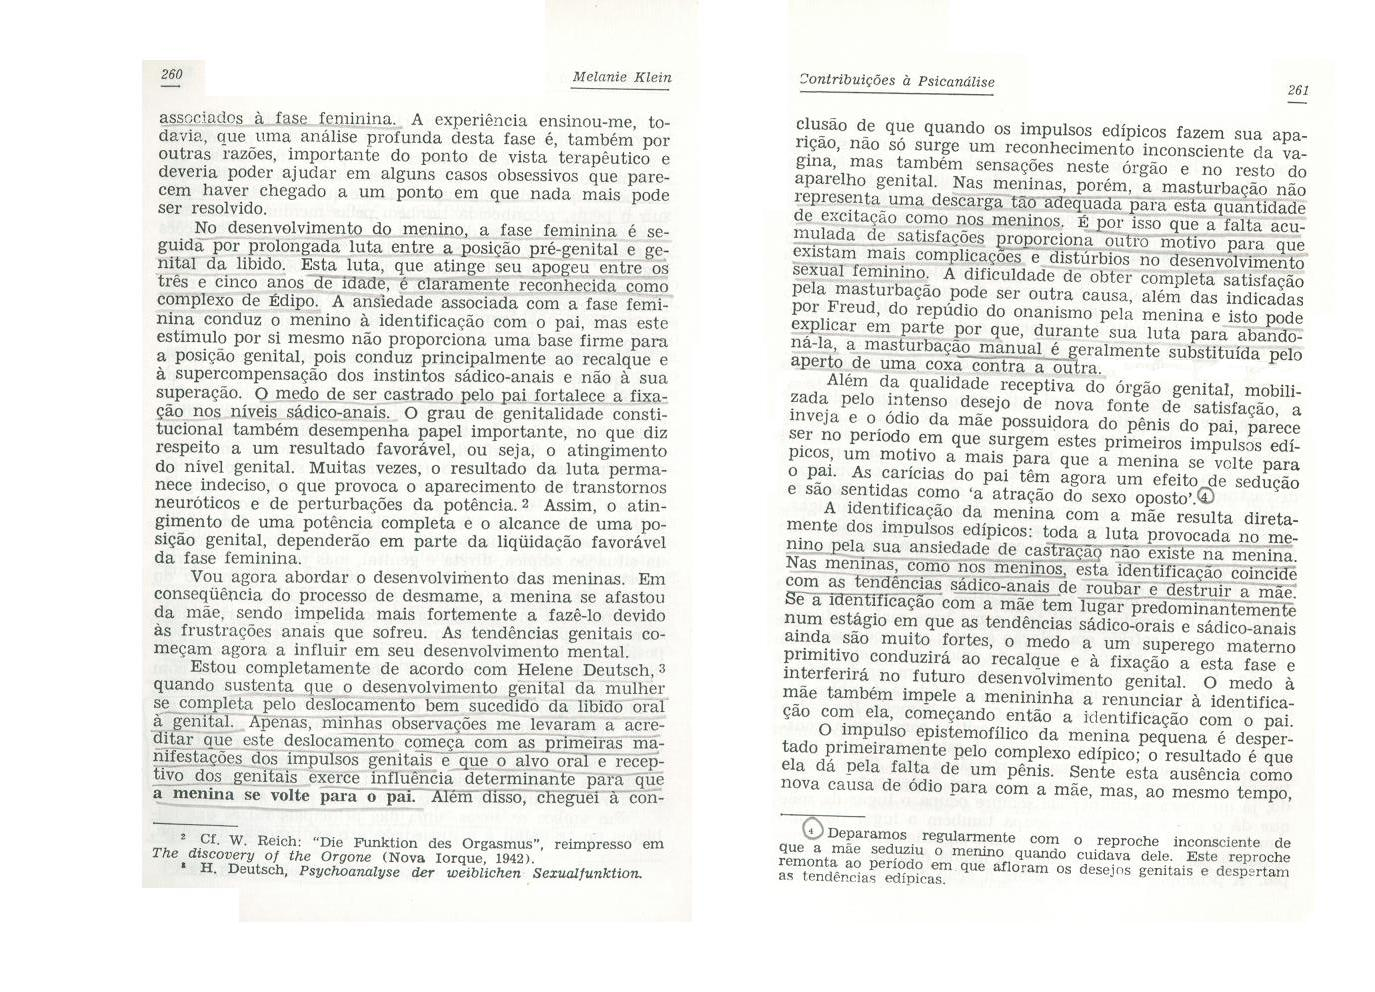 260
Melanie Klein
associados à fase feminina. A experiência ensinou-me, to-
davia, que uma análise profunda desta fase é, também por
outras razões, importante do ponto de vista terapêutico e
deveria poder ajudar em alguns casos obsessivos que pare-
cem haver chegado a um ponto em que nada mais pode
ser resolvido.
No desenvolvimento do menino, a fase feminina é se-
guida por prolongada luta entre a posição pré-genital e ge-
nital da libido. Esta luta, que atinge seu apogeu entre os
três e cinco anos de idade, é claramente reconhecida como
complexo de Édipo. A ansiedade associada com a fase femi-
nina conduz o menino à identificação com o pai, mas este
estímulo por si mesmo não proporciona uma base firme para
a posição genital, pois conduz principalmente ao recalque e
à supercompensação dos instintos sádico-anais e não à sua
superação. O medo de ser castrado pelo pai fortalece a fixa-
ção nos níveis sádico-anais. O grau de genitalidade consti-
tucional também desempenha papel importante, no que diz
respeito a um resultado favorável, ou seja, o atingimento
do nível genital. Muitas vezes, o resultado da luta perma-
nece indeciso, o que provoca o aparecimento de transtornos
neuróticos e de perturbações da potência. 2 Assim, o atin-
gimento de uma potência completa e o alcance de uma po-
sição genital, dependerão em parte da liqüidação favorável
da fase feminina.
Vou agora abordar o desenvolvimento das meninas. Em
conseqüência do processo de desmame, a menina se afastou
da mãe, sendo impelida mais fortemente a fazê-lo devido
às frustrações anais que sofreu. As tendências genitais co-
meçam agora a influir em seu desenvolvimento mental.
Estou completamente de acordo com Helene Deutsch, 3
quando sustenta que o desenvolvimento genital da mulher
se completa pelo deslocamento bem sucedido da libido oral
à genital. Apenas, minhas observações me levaram a acre-
ditar que este deslocamento começa com as primeiras ma-
nifestações dos impulsos genitais e que o alvo oral e recep-
tivo dos genitais exerce influência determinante para que
a menina se volte para o pai. Além disso, cheguei à con-
2 Cf. W. Reich: "Die Funktion des Orgasmus", reimpresso em
The discovery of the Orgone (Nova Iorque, 1942).
3 H. Deutsch, Psychoanalyse der weiblichen Sexualfunktion.
Contribuições à Psicanálise
261
clusão de que quando os impulsos edípicos fazem sua apa-
rição, não só surge um reconhecimento inconsciente da va-
gina, mas também sensações neste órgão e no resto do
aparelho genital. Nas meninas, porém, a masturbação não
representa uma descarga tão adequada para esta quantidade
de excitação como nos meninos. É por isso que a falta acu-
mulada de satisfações proporciona outro motivo para que
existam mais complicações e distúrbios no desenvolvimento
sexual feminino. A dificuldade de obter completa satisfação
pela masturbação pode ser outra causa, além das indicadas
por Freud, do repúdio do onanismo pela menina e isto pode
explicar em parte por que, durante sua luta para abando-
ná-la, a masturbação manual é geralmente substituída pelo
aperto de uma coxa contra a outra.
Além da qualidade receptiva do órgão genital, mobili-
zada pelo intenso desejo de nova fonte de satisfação, a
inveja e o ódio da mãe possuidora do pênis do pai, parece
ser no período em que surgem estes primeiros impulsos edí-
picos, um motivo a mais para que a menina se volte para
o pai. As carícias do pai têm agora um efeito de sedução
e são sentidas como 'a atração do sexo oposto'. 4
A identificação da menina com a mãe resulta direta-
mente dos impulsos edípicos: toda a luta provocada no me-
nino pela sua ansiedade de castração não existe na menina.
Nas meninas, como nos meninos, esta identificação coincide
com as tendências sádico-anais de roubar e destruir a mãe.
Se a identificação com a mãe tem lugar predominantemente
num estágio em que as tendências sádico-orais e sádico-anais
ainda são muito fortes, o medo a um superego materno
primitivo conduzirá ao recalque e à fixação a esta fase e
interferirá no futuro desenvolvimento genital. O medo à
mãe também impele a menininha a renunciar à identifica-
ção com ela, começando então a identificação com o pai.
O impulso epistemofílico da menina pequena é desper-
tado primeiramente pelo complexo edípico; o resultado é que
ela dá pela falta de um pênis. Sente esta ausência como
nova causa de ódio para com a mãe, mas, ao mesmo tempo,
4 Deparamos regularmente com o reproche inconsciente de
que a mãe seduziu o menino quando cuidava dele. Este reproche
remonta ao período em que afloram os desejos genitais e despertam
as tendências edípicas.